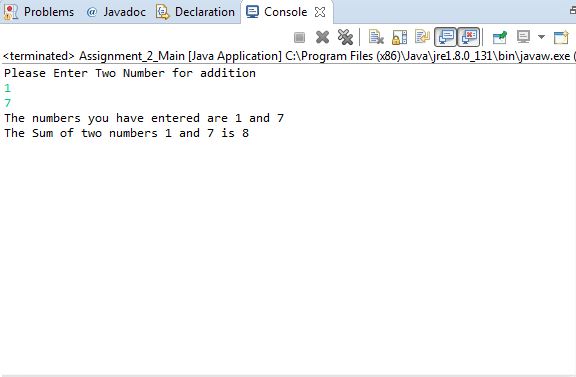 Problems @ Javadoc Declaration Console
<terminated> Assignment_2_Main [Java Application] C:\Program Files (x86)\Java\jre1.8.0_131\bin\javaw.exe (
Please Enter Two Number for addition
1
7
The numbers you have entered are 1 and 7
The Sum of two numbers 1 and 7 is 8